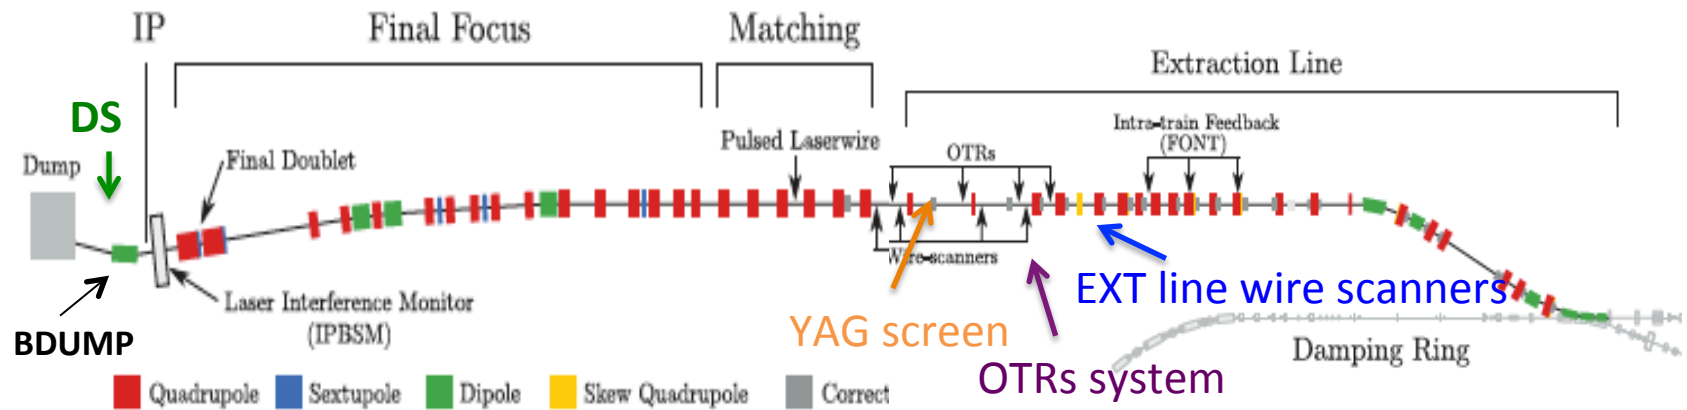 IP
Final Focus
Matching
Extraction Line
DS
Intra-train Feedback
(FONT)
Pulsed Laserwire
OTRs
Dump
Final Doublet
Wire-scanners
EXT line wire scanners
Laser Interference Monitor
(IPBSM)
BDUMP
YAG screen
Damping Ring
OTRs system
Quadrupole
Sextupole
Dipole
Skew Quadrupole
Correct